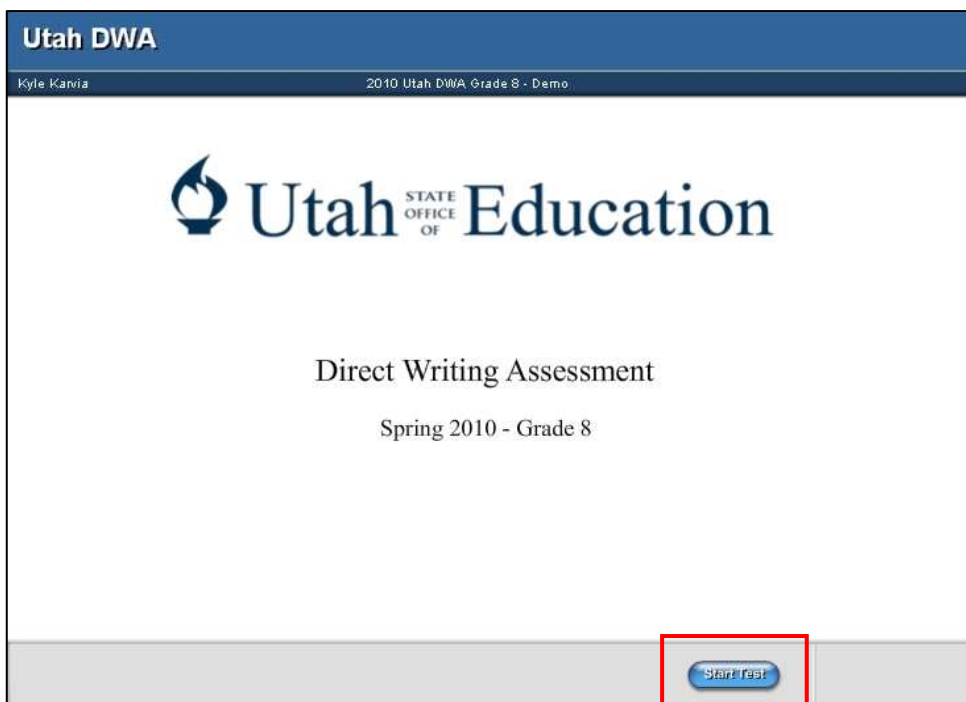 Utah DWA
Kyle Karvia 2010 Utah DWA Grade 8 - Demo
Utah STATE OFFICE OF Education
Direct Writing Assessment
Spring 2010 - Grade 8
Start Test